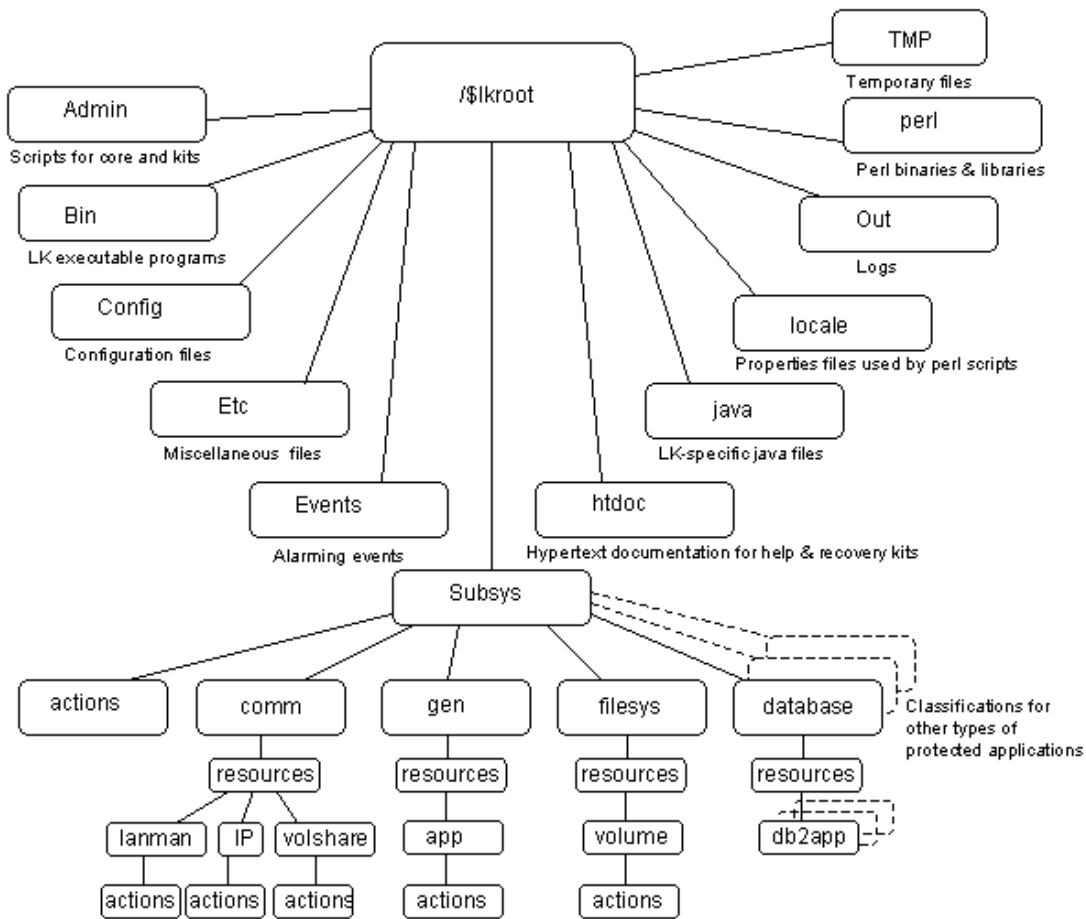 /$lkroot
TMP
Temporary files
Admin
Scripts for core and kits
perl
Perl binaries & libraries
Bin
LK executable programs
Out
Logs
Config
Configuration files
locale
Properties files used by perl scripts
Etc
Miscellaneous files
java
LK-specific java files
Events
Alarming events
htdoc
Hypertext documentation for help & recovery kits
Subsys
actions
comm
gen
filesys
database
Classifications for
other types of
protected applications
resources
resources
resources
resources
lanman
IP
volshare
app
volume
db2app
actions
actions
actions
actions
actions